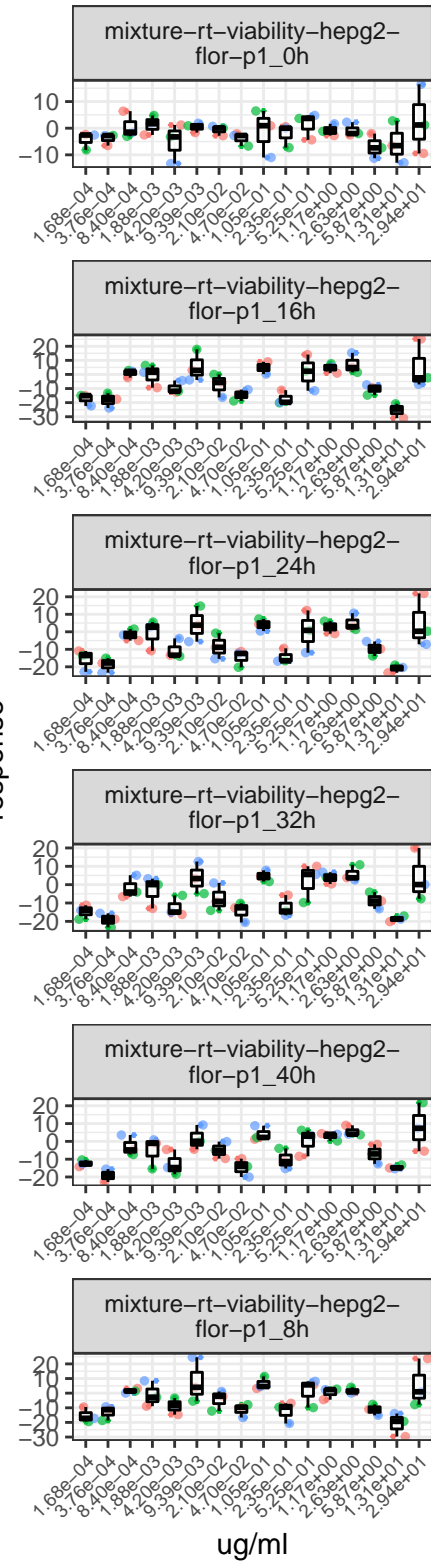 mixture−rt−viability−hepg2−
flor−p1_0h
10
0
−10
1.68e−04
3.76e−04
8.40e−04
1.88e−03
4.20e−03
9.39e−03
2.10e−02
4.70e−02
1.05e−01
2.35e−01
5.25e−01
1.17e+00
2.63e+00
5.87e+00
1.31e+01
2.94e+01
mixture−rt−viability−hepg2−
flor−p1_16h
20
10
0
−10
−20
−30
1.68e−04
3.76e−04
8.40e−04
1.88e−03
4.20e−03
9.39e−03
2.10e−02
4.70e−02
1.05e−01
2.35e−01
5.25e−01
1.17e+00
2.63e+00
5.87e+00
1.31e+01
2.94e+01
mixture−rt−viability−hepg2−
flor−p1_24h
20
10
0
−10
−20
1.68e−04
3.76e−04
8.40e−04
1.88e−03
4.20e−03
9.39e−03
2.10e−02
4.70e−02
1.05e−01
2.35e−01
5.25e−01
1.17e+00
2.63e+00
5.87e+00
1.31e+01
2.94e+01
mixture−rt−viability−hepg2−
flor−p1_32h
20
10
0
−10
−20
1.68e−04
3.76e−04
8.40e−04
1.88e−03
4.20e−03
9.39e−03
2.10e−02
4.70e−02
1.05e−01
2.35e−01
5.25e−01
1.17e+00
2.63e+00
5.87e+00
1.31e+01
2.94e+01
mixture−rt−viability−hepg2−
flor−p1_40h
20
10
0
−10
−20
1.68e−04
3.76e−04
8.40e−04
1.88e−03
4.20e−03
9.39e−03
2.10e−02
4.70e−02
1.05e−01
2.35e−01
5.25e−01
1.17e+00
2.63e+00
5.87e+00
1.31e+01
2.94e+01
mixture−rt−viability−hepg2−
flor−p1_8h
20
10
0
−10
−20
−30
1.68e−04
3.76e−04
8.40e−04
1.88e−03
4.20e−03
9.39e−03
2.10e−02
4.70e−02
1.05e−01
2.35e−01
5.25e−01
1.17e+00
2.63e+00
5.87e+00
1.31e+01
2.94e+01
ug/ml